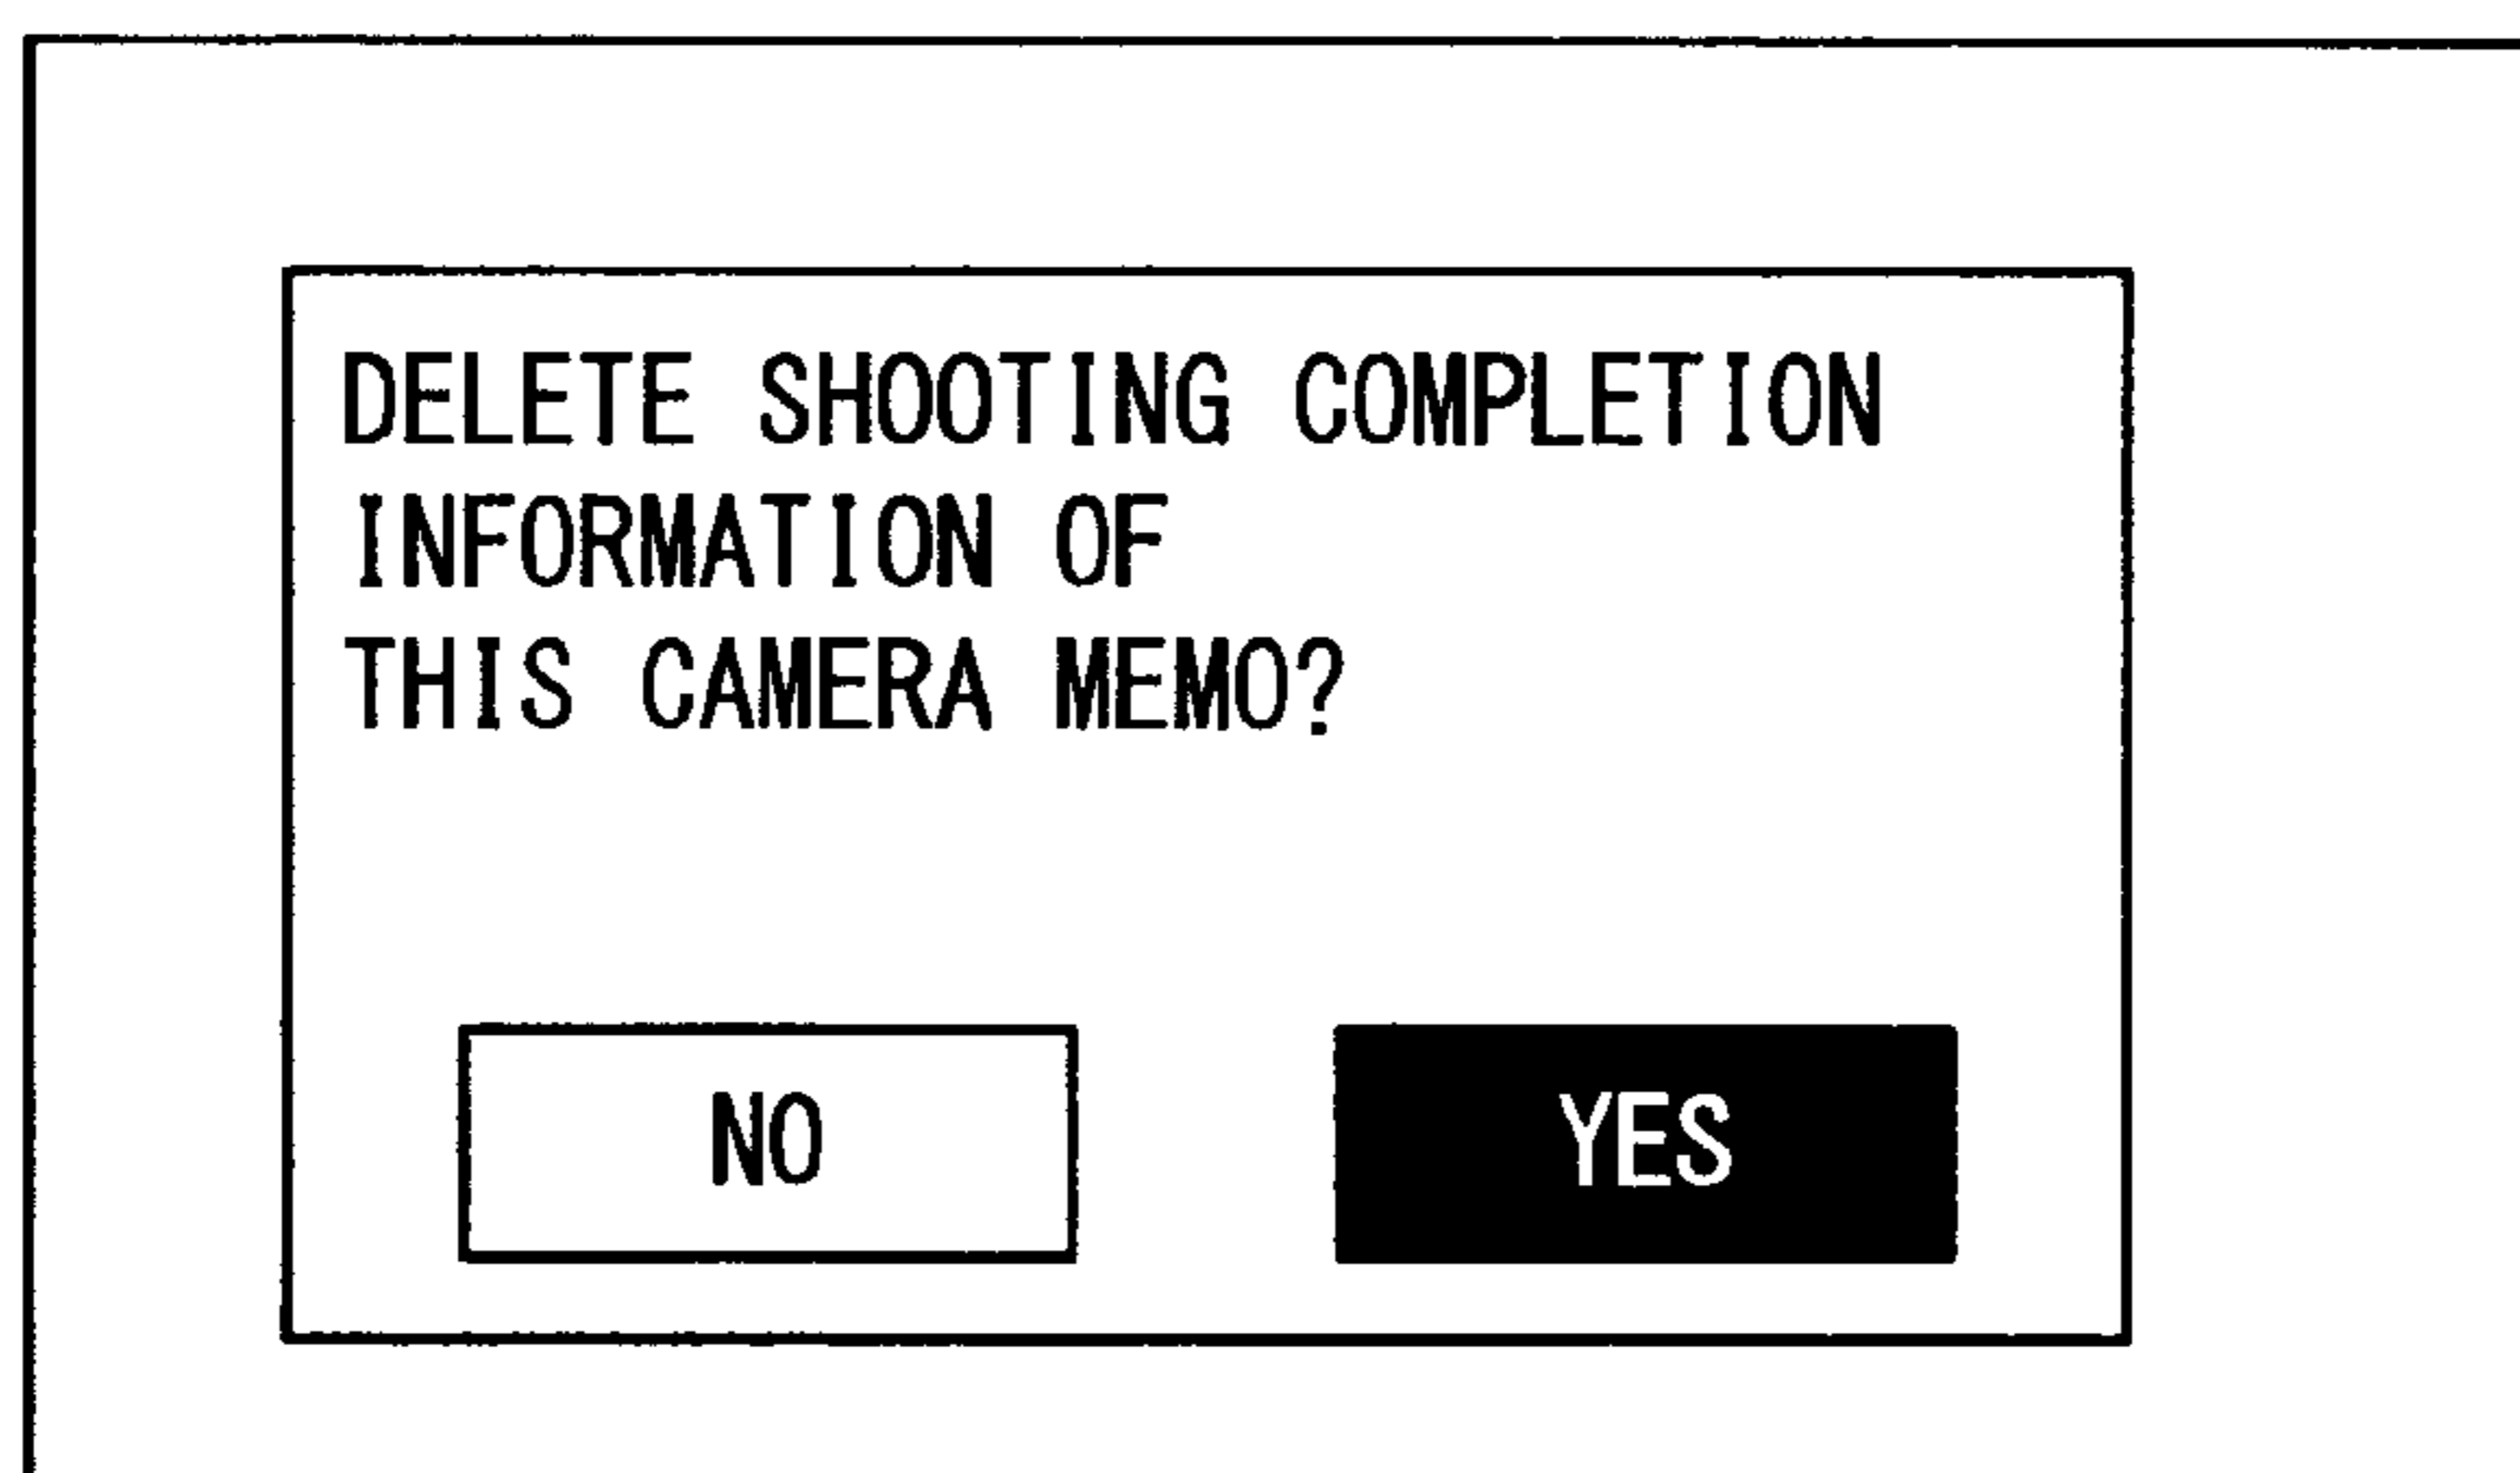 DELETE SHOOTING COMPLETION
INFORMATION OF
THIS CAMERA MEMO?
NO YES